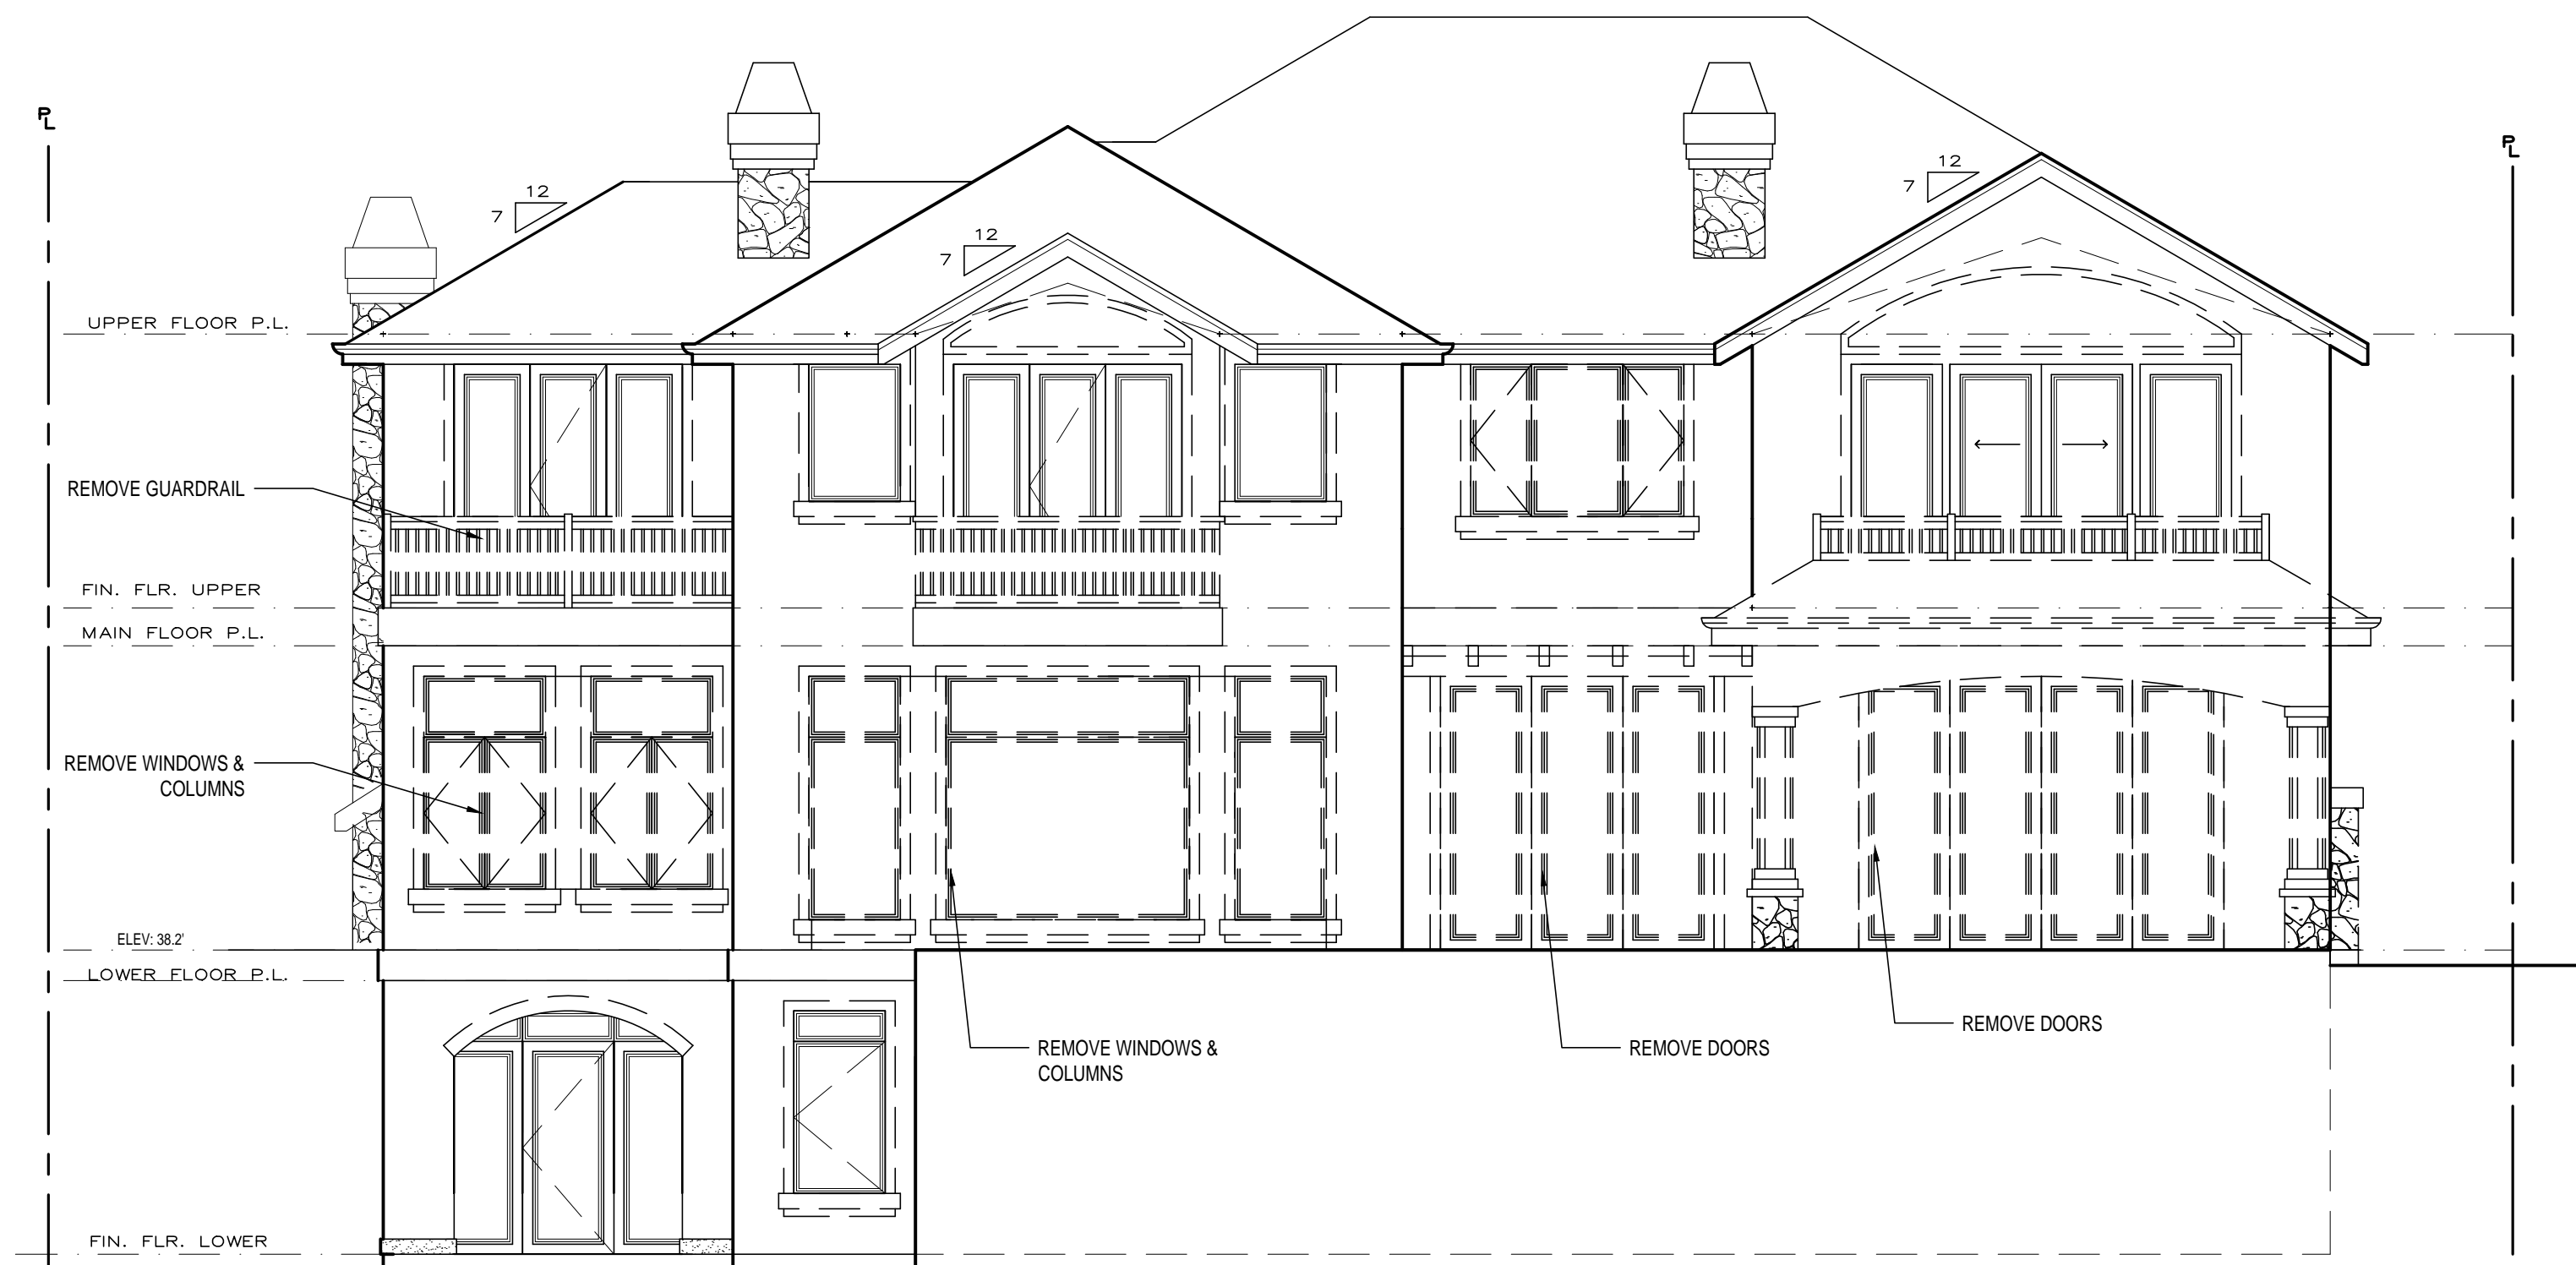 PL
PL
12
7
12
7
12
7
UPPER FLOOR P.L.
REMOVE GUARDRAIL
FIN. FLR. UPPER
MAIN FLOOR P.L.
REMOVE WINDOWS &
COLUMNS
ELEV: 38.2'
LOWER FLOOR P.L.
REMOVE WINDOWS &
COLUMNS
REMOVE DOORS
REMOVE DOORS
FIN. FLR. LOWER